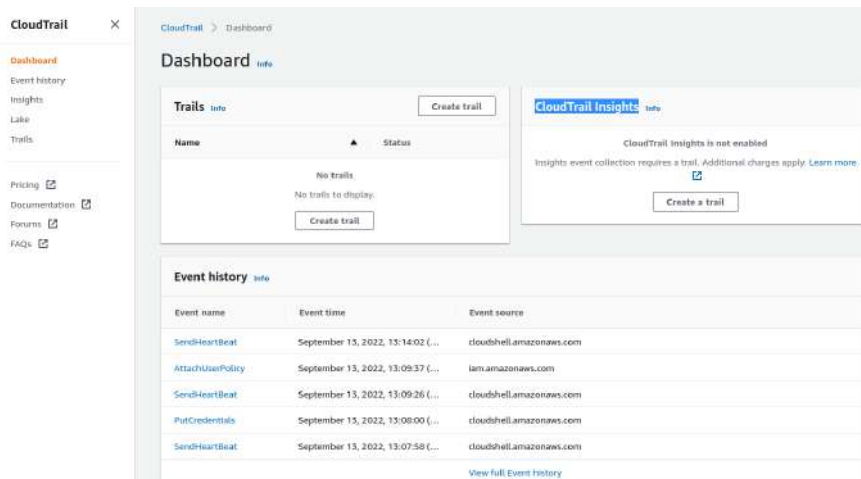 CloudTrail
Dashboard
Event history
Insights
Lake
Trails
Pricing
Documentation
Forums
FAQs
CloudTrail > Dashboard
Dashboard Info
Trails Info Create trail
Name Status
No trails
No trails to display.
Create trail
CloudTrail Insights Info
CloudTrail Insights is not enabled
Insights event collection requires a trail. Additional charges apply. Learn more
Create a trail
Event history Info
Event name Event time Event source
SendHeartBeat September 13, 2022, 13:14:02 (... cloudshell.amazonaws.com
AttachUserPolicy September 13, 2022, 13:09:37 (... iam.amazonaws.com
SendHeartBeat September 13, 2022, 13:09:26 (... cloudshell.amazonaws.com
PutCredentials September 13, 2022, 13:08:00 (... cloudshell.amazonaws.com
SendHeartBeat September 13, 2022, 13:07:58 (... cloudshell.amazonaws.com
View full Event history